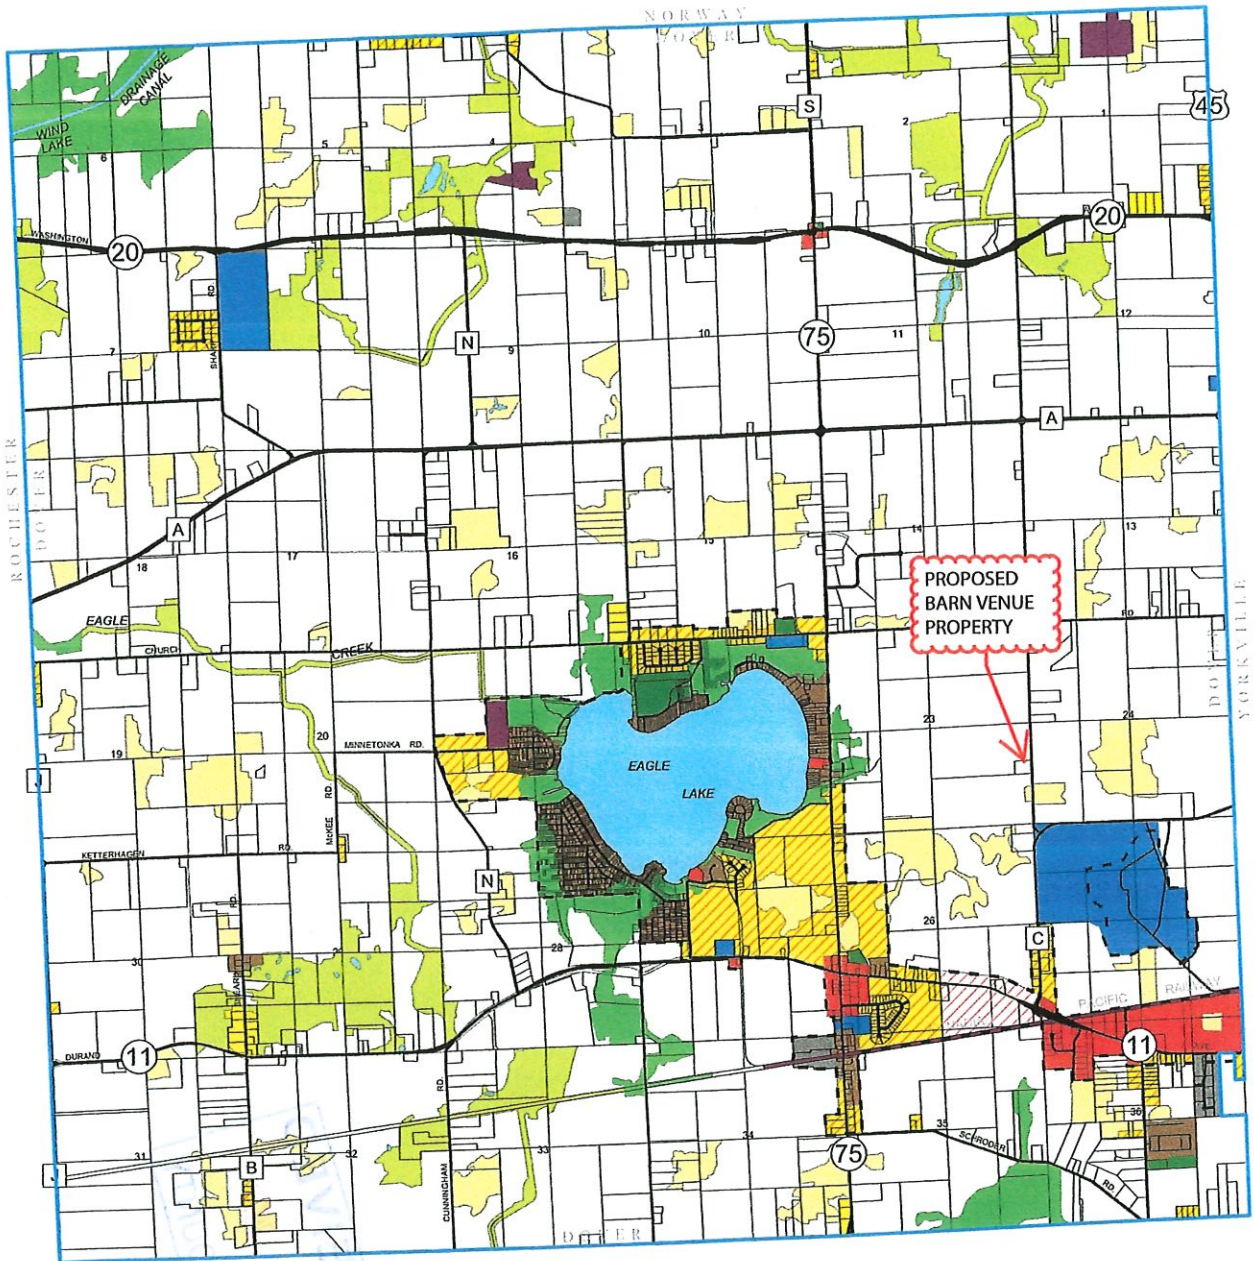 NORWAY
DOVER
DRAINAGE
CANAL
WIND
LAKE
6
5
4
3
S
2
1
45
WASHINGTON
20
20
RD.
7
N
9
10
75
11
12
A
ROCHESTER
DOVER
A
18
17
16
15
14
13
PROPOSED
BARN VENUE
PROPERTY
RD
EAGLE
CREEK
CHURCH
DOVER
YORKVILLE
19
20
MINNETONKA RD.
23
24
EAGLE
LAKE
J
McKEE
RD.
KETTERHAGEN
RD.
N
RD.
26
C
30
28
PACIFIC RAILWAY
DURAND
11
11
RD.
31
32
33
34
35
36
B
CUNNINGHAM
75
SCHRODER
RD.
DOVER